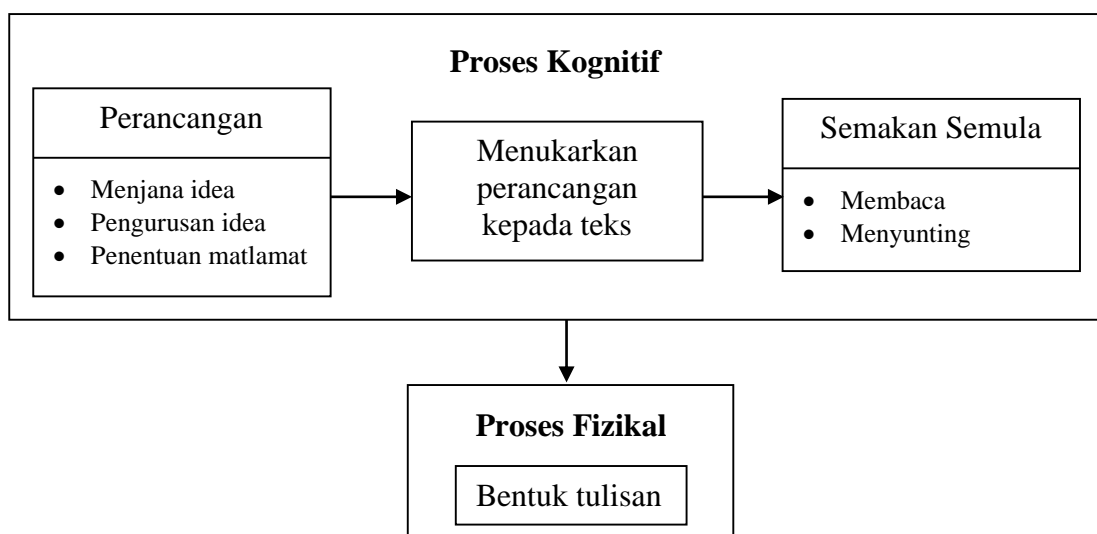 Proses Kognitif
Perancangan
• Menjana idea
• Pengurusan idea
• Penentuan matlamat
Menukarkan
perancangan
kepada teks
Semakan Semula
• Membaca
• Menyunting
Proses Fizikal
Bentuk tulisan